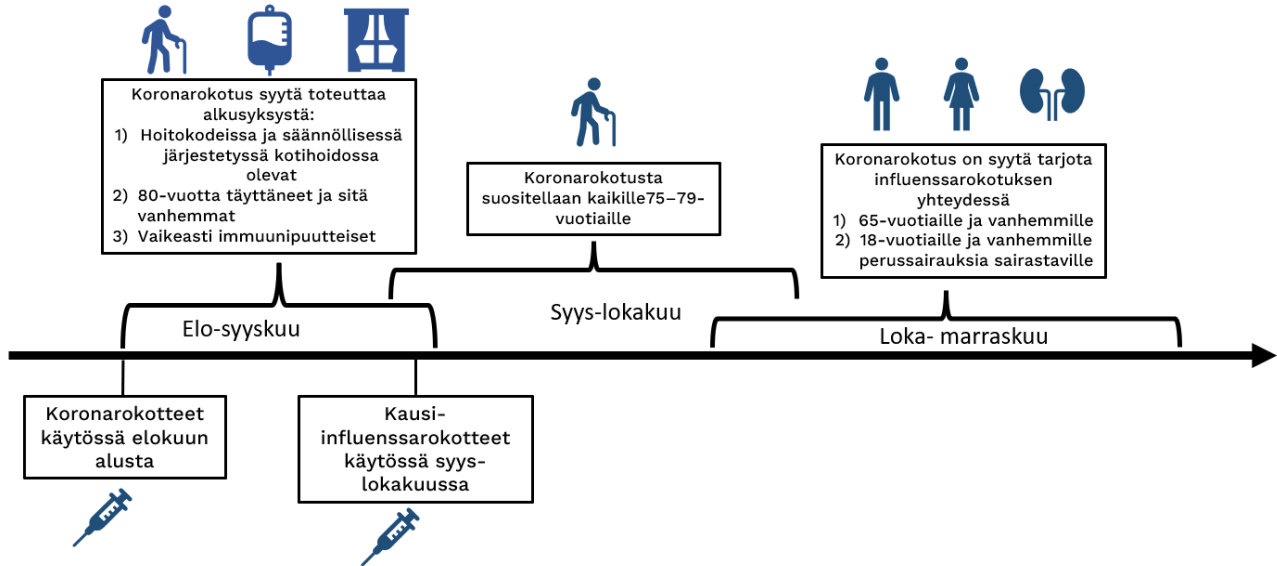 Koronarokotus syytä toteuttaa
alkusyksystä:
1) Hoitokodeissa ja säännöllisessä
järjestetyssä kotihoidossa
olevat
2) 80-vuotta täyttäneet ja sitä
vanhemmat
3) Vaikeasti immuunipuutteiset
Koronarokotusta
suositellaan kaikille75–79-
vuotiaille
Koronarokotus on syytä tarjota
influenssarokotuksen
yhteydessä
1) 65-vuotiaille ja vanhemmille
2) 18-vuotiaille ja vanhemmille
perussairauksia sairastaville
Elo-syyskuu
Syys-lokakuu
Loka- marraskuu
Koronarokotteet
käytössä elokuun
alusta
Kausi-
influenssarokotteet
käytössä syys-
lokakuussa